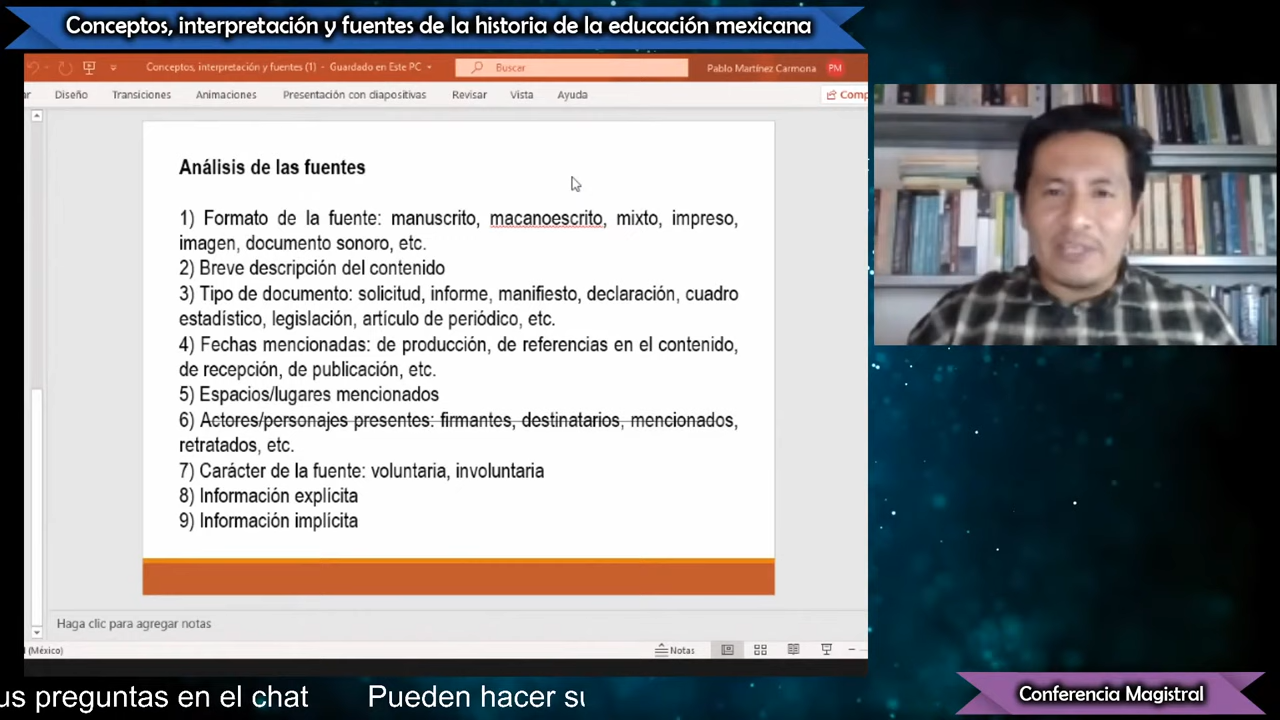 Conceptos, interpretación y fuentes de la historia de la educación mexicana
Conceptos, interpretación y fuentes (1) - Guardado en Este PC
Buscar
Pablo Martínez Carmona
PM
ar Diseño Transiciones Animaciones Presentación con diapositivas Revisar Vista Ayuda
Comp
Análisis de las fuentes
1) Formato de la fuente: manuscrito, macanoescrito, mixto, impreso,
imagen, documento sonoro, etc.
2) Breve descripción del contenido
3) Tipo de documento: solicitud, informe, manifiesto, declaración, cuadro
estadístico, legislación, artículo de periódico, etc.
4) Fechas mencionadas: de producción, de referencias en el contenido,
de recepción, de publicación, etc.
5) Espacios/lugares mencionados
6) Actores/personajes presentes: firmantes, destinatarios, mencionados,
retratados, etc.
7) Carácter de la fuente: voluntaria, involuntaria
8) Información explícita
9) Información implícita
Haga clic para agregar notas
(México)
Notas
us preguntas en el chat Pueden hacer su
Conferencia Magistral